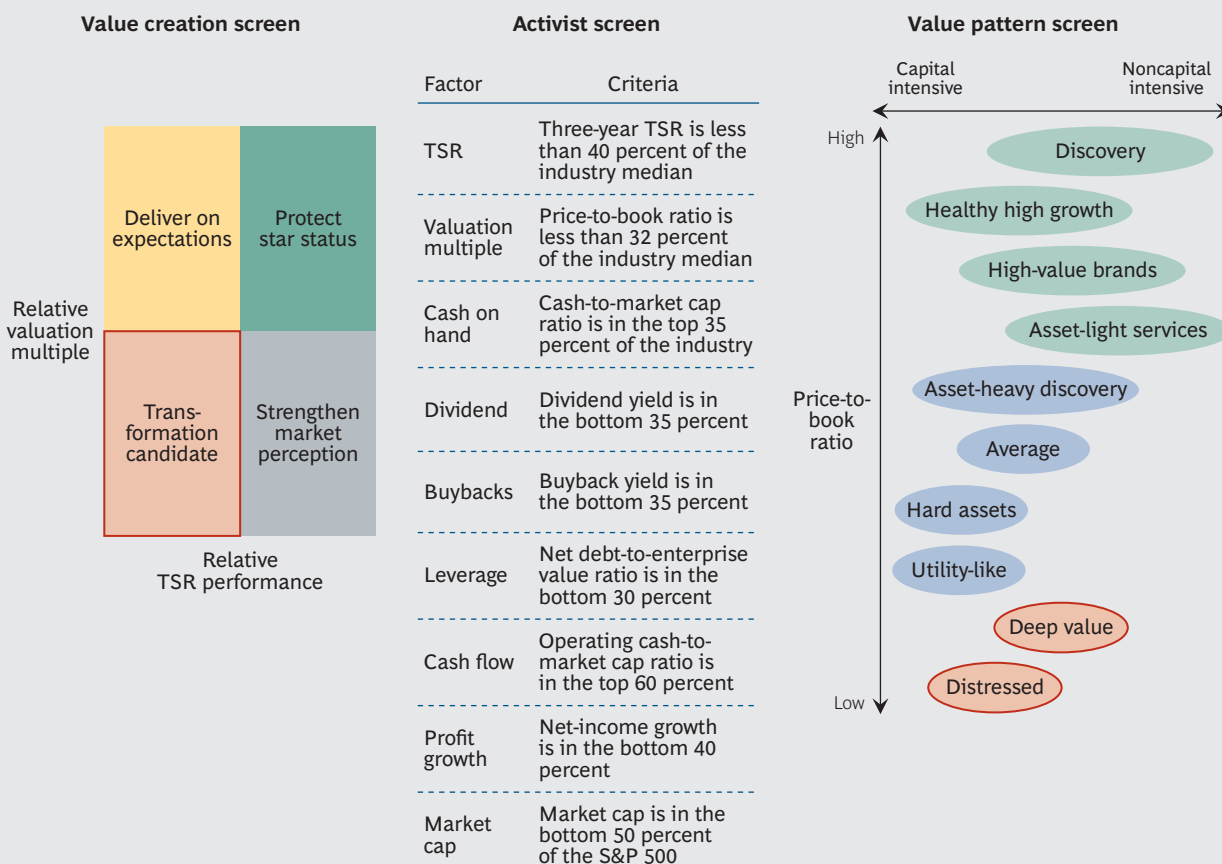 Value creation screen
Deliver on
expectations
Protect
star status
Relative
valuation
multiple
Trans-
formation
candidate
Strengthen
market
perception
Relative
TSR performance
Activist screen
Factor
Criteria
TSR
Three-year TSR is less
than 40 percent of the
industry median
Valuation
multiple
Price-to-book ratio is
less than 32 percent
of the industry median
Cash on
hand
Cash-to-market cap
ratio is in the top 35
percent of the industry
Dividend
Dividend yield is in
the bottom 35 percent
Buybacks
Buyback yield is in
the bottom 35 percent
Leverage
Net debt-to-enterprise
value ratio is in the
bottom 30 percent
Cash flow
Operating cash-to-
market cap ratio is
in the top 60 percent
Profit
growth
Net-income growth
is in the bottom 40
percent
Market
cap
Market cap is in the
bottom 50 percent
of the S&P 500
Value pattern screen
Capital
intensive
Noncapital
intensive
High
Discovery
Healthy high growth
High-value brands
Asset-light services
Asset-heavy discovery
Price-to-
book
ratio
Average
Hard assets
Utility-like
Deep value
Distressed
Low